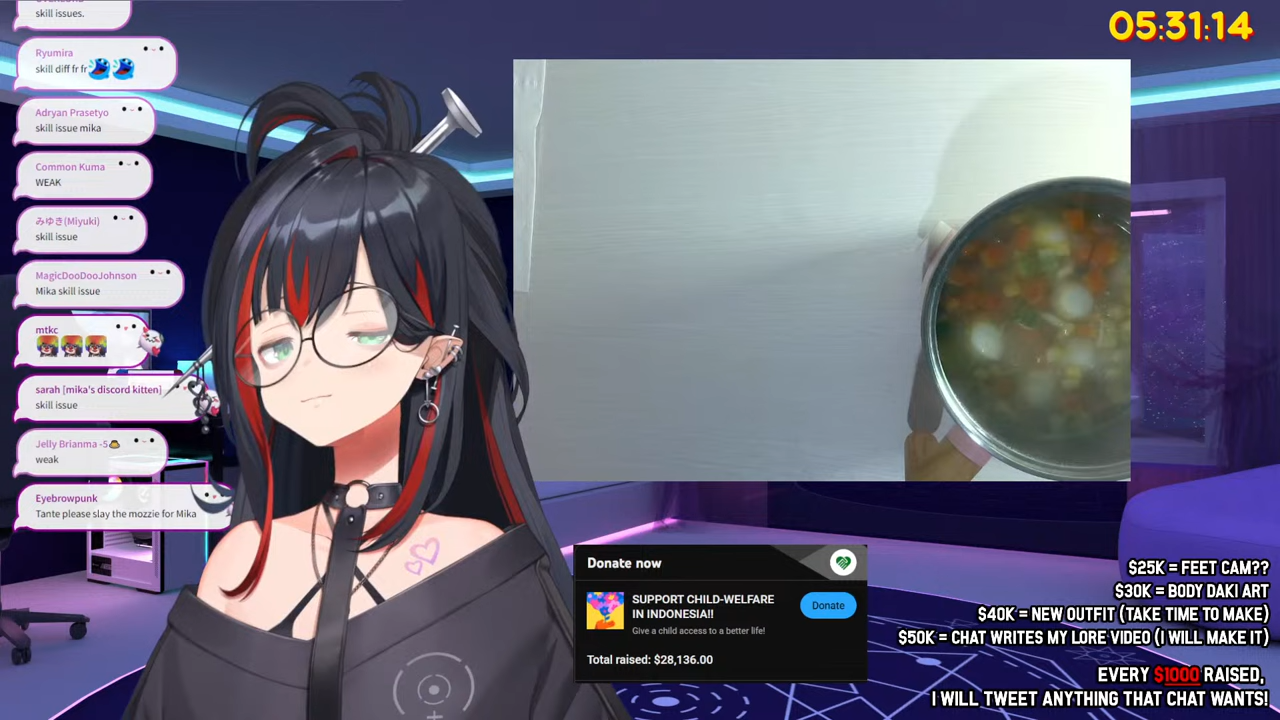 skill issues.
Ryumira
skill diff fr fr
Adryan Prasetyo
skill issue mika
Common Kuma
WEAK
みゆき(Miyuki)
skill issue
MagicDooDooJohnson
Mika skill issue
mtkc
sarah [mika's discord kitten]
skill issue
Jelly Brianma -S
weak
Eyebrowpunk
Tante please slay the mozzie for Mika
05:31:14
Donate now
SUPPORT CHILD-WELFARE
IN INDONESIA!!
Give a child access to a better life!
Donate
Total raised: $28,136.00
$25K = FEET CAM??
$30K = BODY DAKI ART
$40K = NEW OUTFIT (TAKE TIME TO MAKE)
$50K = CHAT WRITES MY LORE VIDEO (I WILL MAKE IT)
EVERY $1000 RAISED,
I WILL TWEET ANYTHING THAT CHAT WANTS!